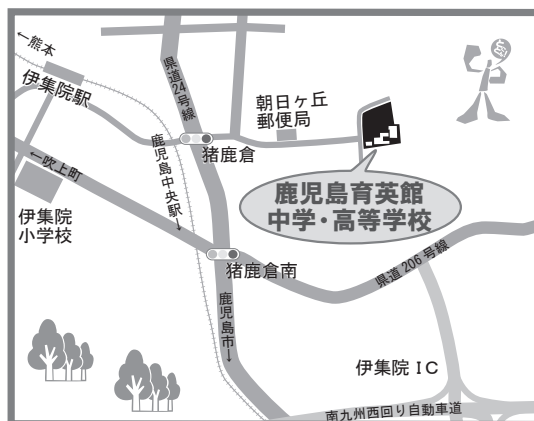 ←熊本
伊集院駅
県道24号線
朝日ヶ丘
郵便局
猪鹿倉
←吹上町
鹿児島中央駅→
鹿児島育英館
中学・高等学校
伊集院
小学校
猪鹿倉南
県道206号線
鹿児島市→
伊集院IC
南九州西回り自動車道